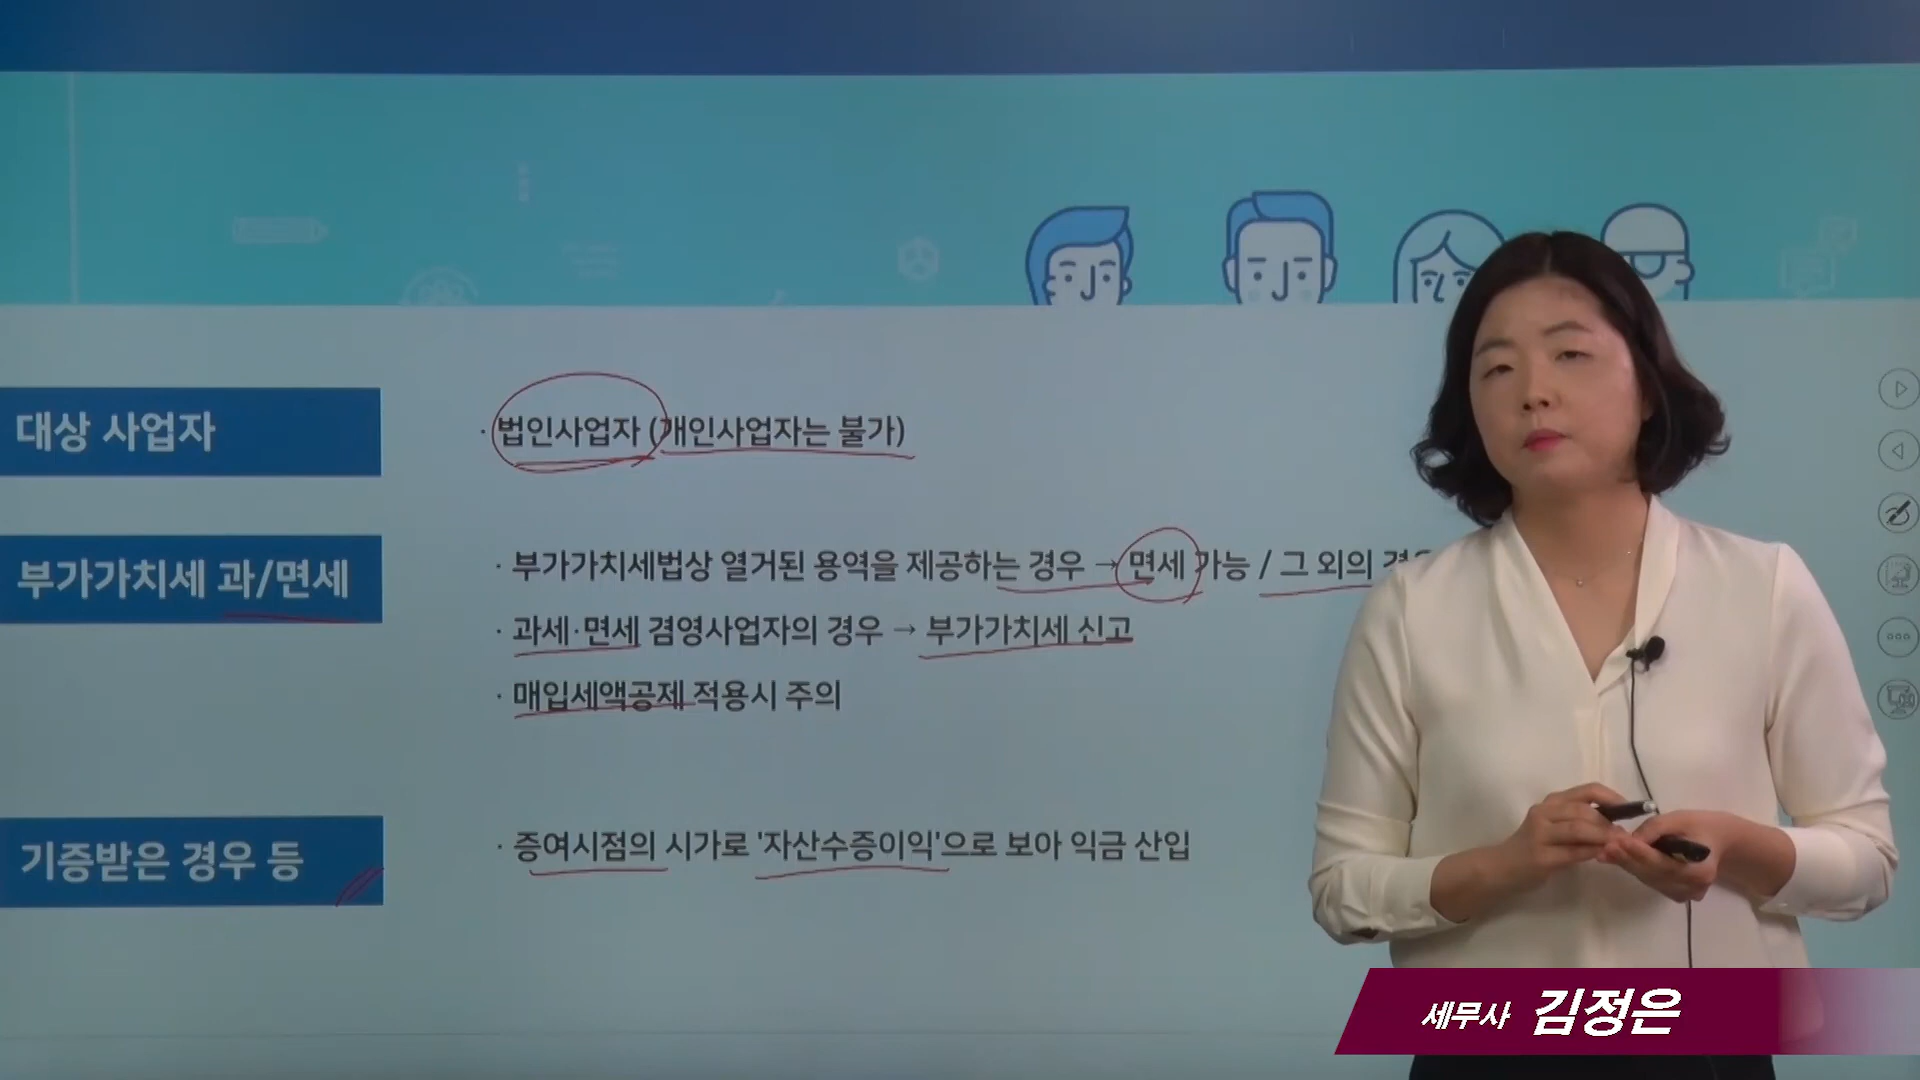 대상 사업자
· 법인사업자 (개인사업자는 불가)
부가가치세 과/면세
· 부가가치세법상 열거된 용역을 제공하는 경우 → 면세 가능 / 그 외의
· 과세·면세 겸영사업자의 경우 → 부가가치세 신고
· 매입세액공제 적용시 주의
기증받은 경우 등
· 증여시점의 시가로 '자산수증이익'으로 보아 익금 산입
세무사 김정은